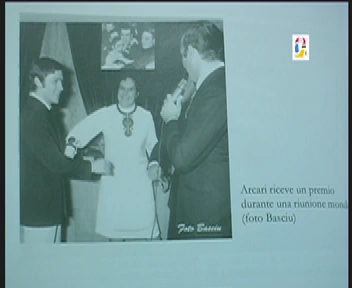 Foto Basciu
Arcari riceve un premio
durante una riunione mond
(foto Basciu)